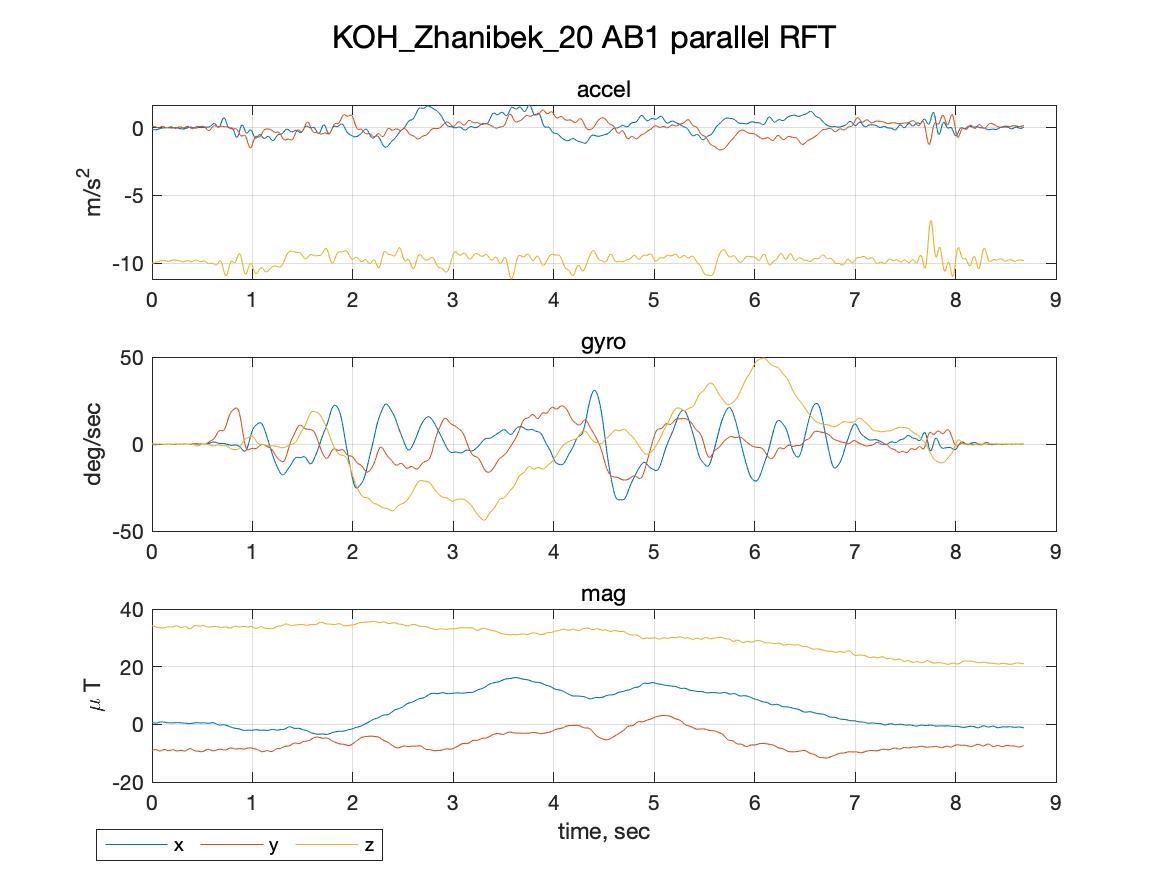 KOH_Zhanibek_20 AB1 parallel RFT
accel
m/s²
0
-5
-10
0 1 2 3 4 5 6 7 8 9
gyro
deg/sec
50
0
-50
0 1 2 3 4 5 6 7 8 9
mag
μ T
40
20
0
-20
0 1 2 3 4 5 6 7 8 9
time, sec
x y z